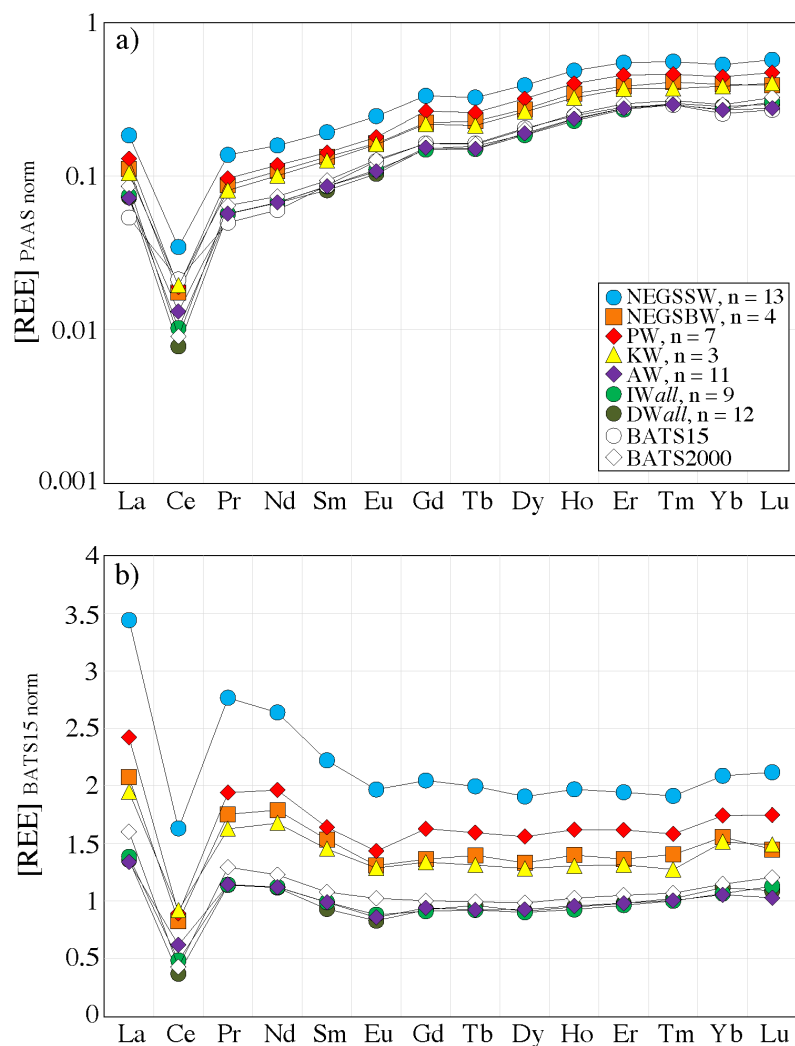 a)
1
0.1
0.01
0.001
[REE] PAAS norm
NEGSSW, n = 13
NEGSBW, n = 4
PW, n = 7
KW, n = 3
AW, n = 11
IWall, n = 9
DWall, n = 12
BATS15
BATS2000
La Ce Pr Nd Sm Eu Gd Tb Dy Ho Er Tm Yb Lu
b)
4
3.5
3
2.5
2
1.5
1
0.5
0
[REE] BATS15 norm
La Ce Pr Nd Sm Eu Gd Tb Dy Ho Er Tm Yb Lu